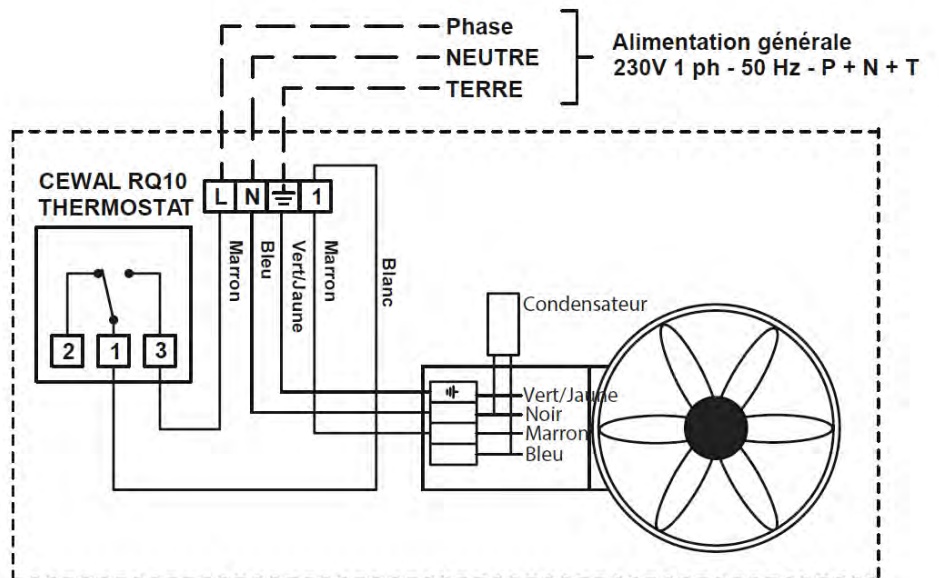 Phase
NEUTRE
TERRE
Alimentation générale
230V 1 ph - 50 Hz - P + N + T
CEWAL RQ10
THERMOSTAT
L N 1
Marron
Bleu
Vert/Jaune
Marron
Blanc
2 1 3
Condensateur
Vert/Jaune
Noir
Marron
Bleu